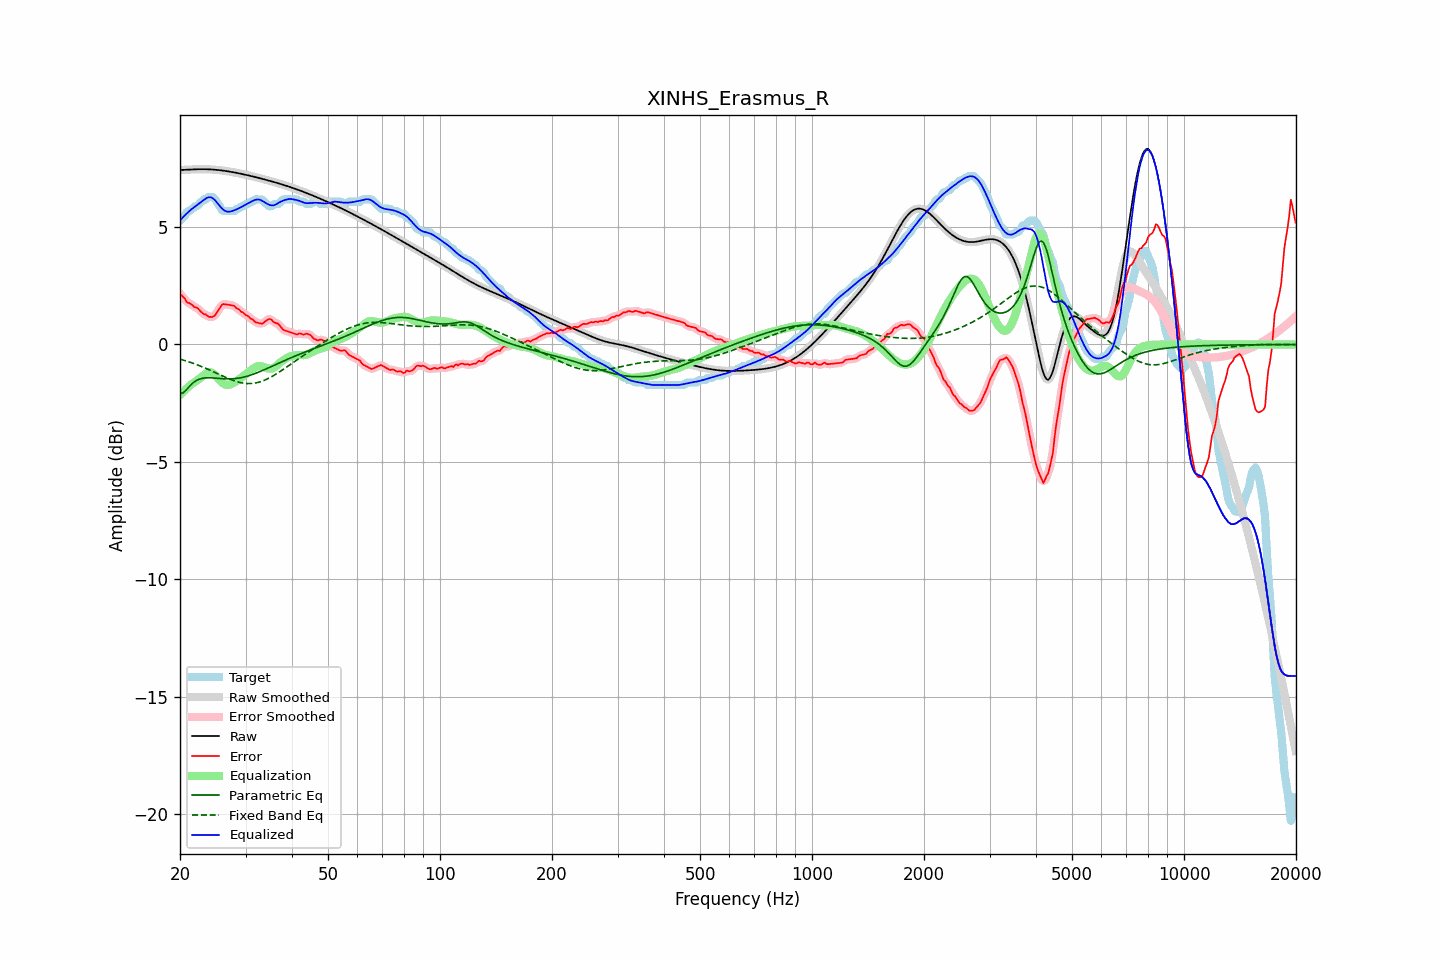 XINHS_Erasmus_R
Amplitude (dBr)
5
0
−5
−10
−15
−20
Target
Raw Smoothed
Error Smoothed
Raw
Error
Equalization
Parametric Eq
Fixed Band Eq
Equalized
20 50 100 200 500 1000 2000 5000 10000 20000
Frequency (Hz)